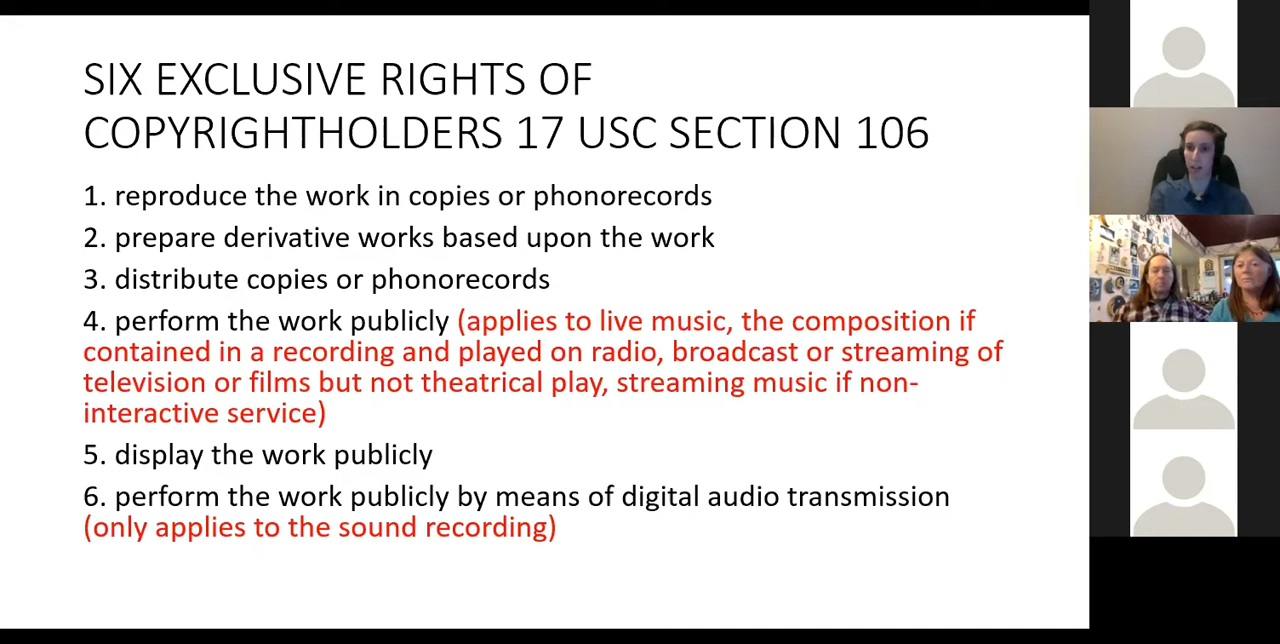 SIX EXCLUSIVE RIGHTS OF
COPYRIGHTHOLDERS 17 USC SECTION 106
1. reproduce the work in copies or phonorecords
2. prepare derivative works based upon the work
3. distribute copies or phonorecords
4. perform the work publicly (applies to live music, the composition if
contained in a recording and played on radio, broadcast or streaming of
television or films but not theatrical play, streaming music if non-
interactive service)
5. display the work publicly
6. perform the work publicly by means of digital audio transmission
(only applies to the sound recording)